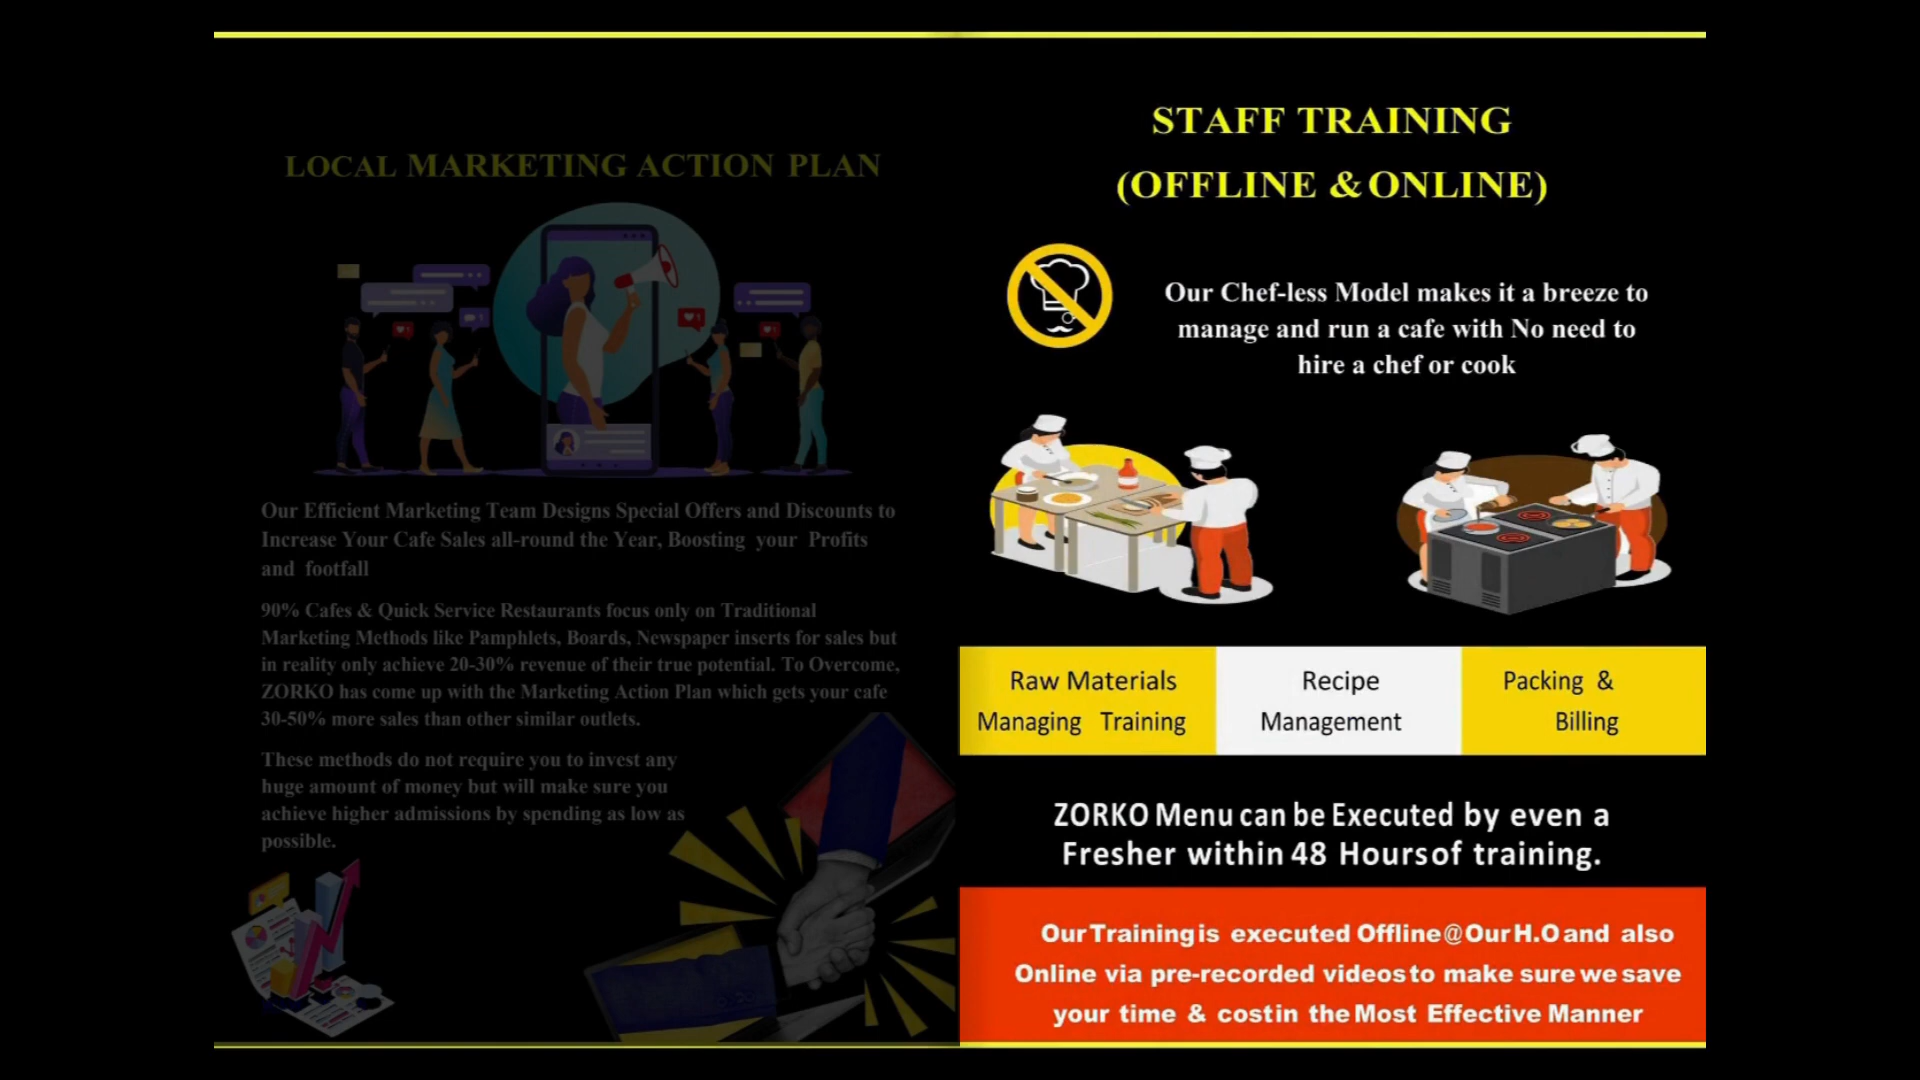 LOCAL MARKETING ACTION PLAN
Our Efficient Marketing Team Designs Special Offers and Discounts to
Increase Your Cafe Sales all-round the Year, Boosting your Profits
and footfall
90% Cafes & Quick Service Restaurants focus only on Traditional
Marketing Methods like Pamphlets, Boards, Newspaper inserts for sales but
in reality only achieve 20-30% revenue of their true potential. To Overcome,
ZORKO has come up with the Marketing Action Plan which gets your cafe
30-50% more sales than other similar outlets.
These methods do not require you to invest any
huge amount of money but will make sure you
achieve higher admissions by spending as low as
possible.
STAFF TRAINING
(OFFLINE & ONLINE)
Our Chef-less Model makes it a breeze to
manage and run a cafe with No need to
hire a chef or cook
Raw Materials
Managing Training
Recipe
Management
Packing &
Billing
ZORKO Menu can be Executed by even a
Fresher within 48 Hoursof training.
Our Training is executed Offline@Our H.O and also
Online via pre-recorded videos to make sure we save
your time & costin the Most Effective Manner